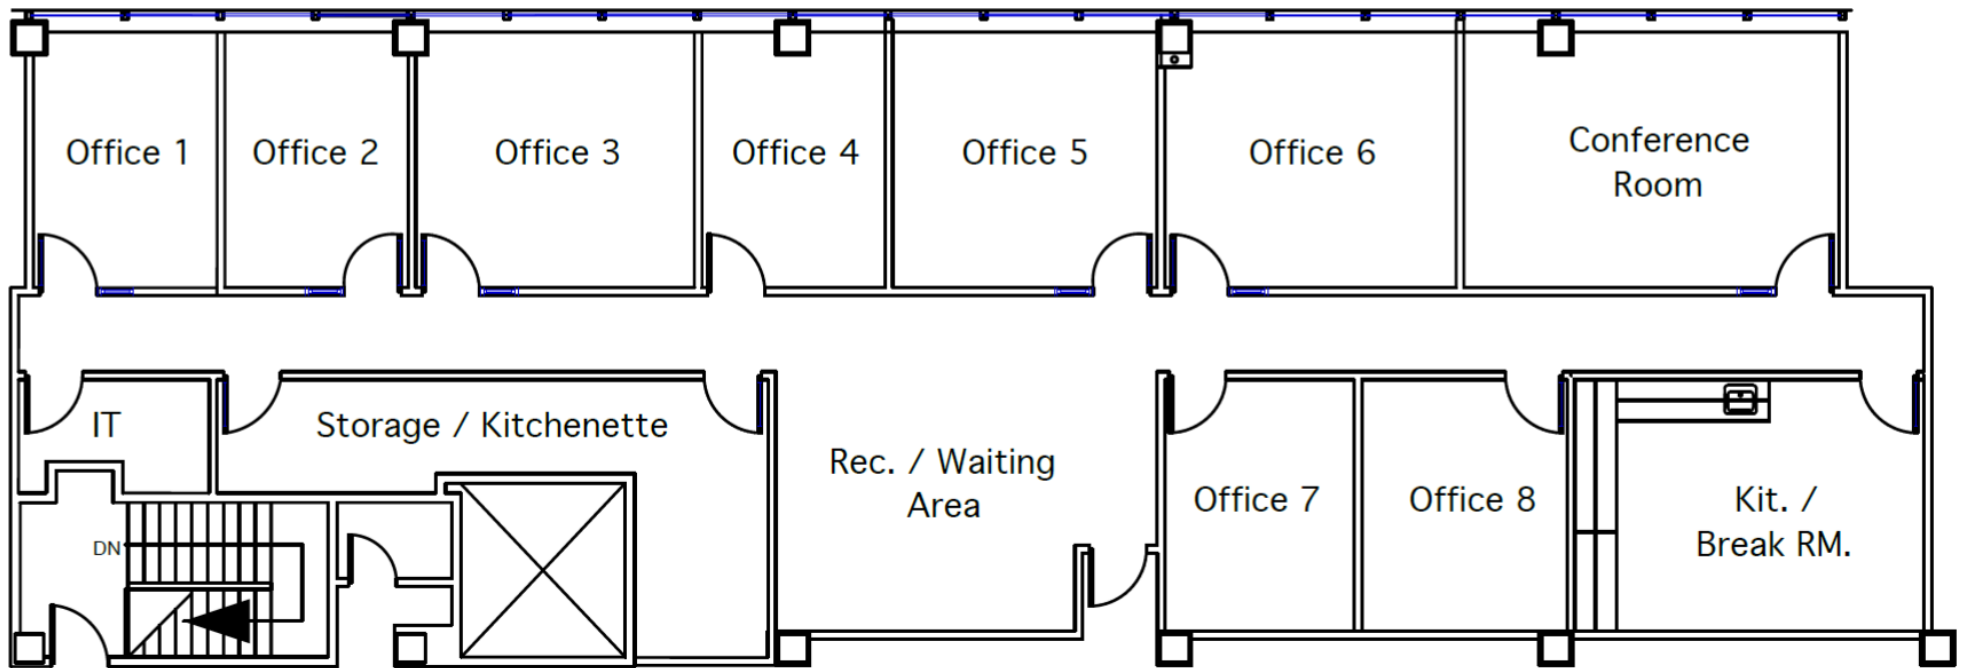 Office 1
Office 2
Office 3
Office 4
Office 5
Office 6
Conference
Room
IT
Storage / Kitchenette
Rec. / Waiting
Area
Office 7
Office 8
Kit. /
Break RM.
DN